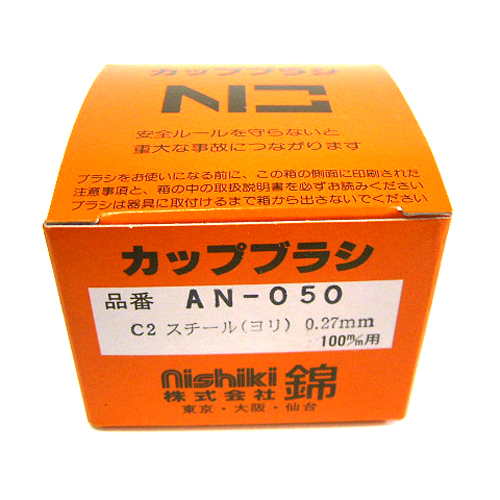 カップブラシ
安全ルールを守らないと
重大な事故につながります
ブラシをお使いになる前に、この箱の側面に印刷された
注意事項と、箱の中の取扱説明書を必ずお読みください
ブラシは器具に取付けるまで箱から出さないでください
カップブラシ
品番 AN-050
C2 スチール(ヨリ) 0.27mm
100m/m用
nishiki
株式会社 錦
東京・大阪・仙台